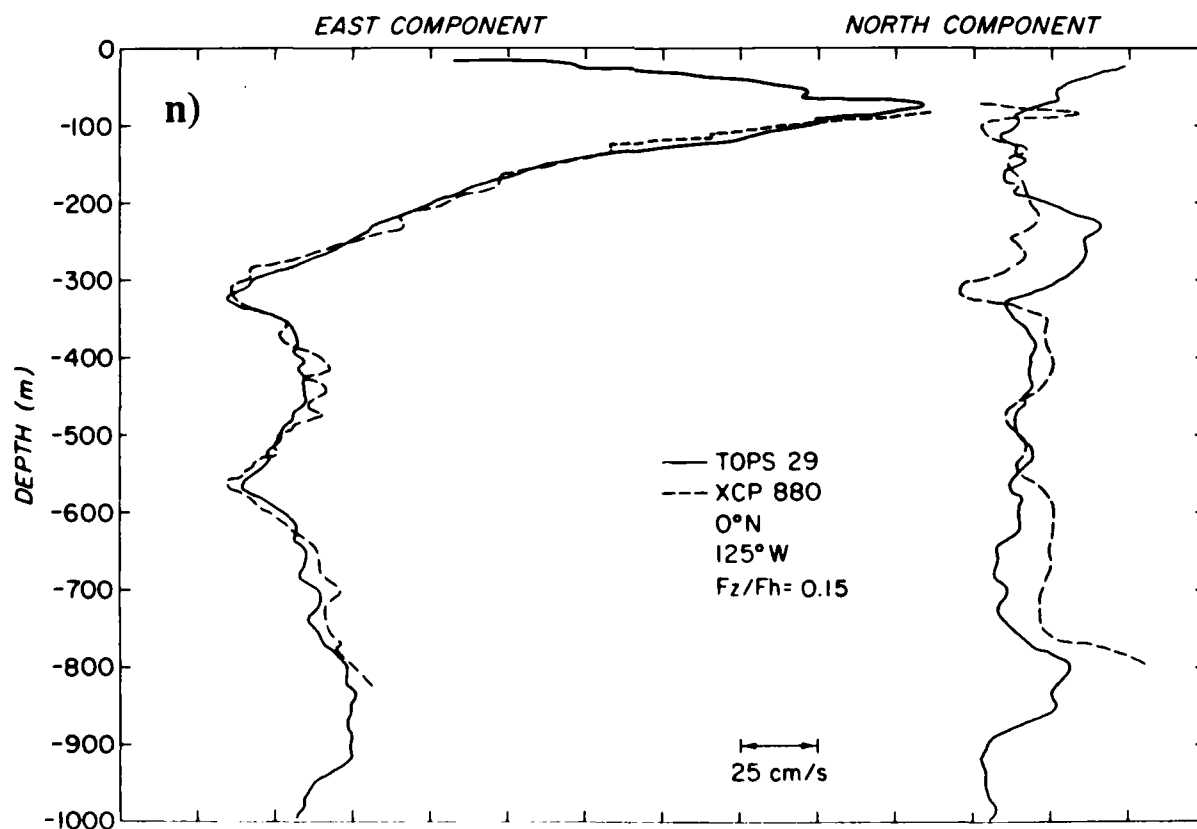 EAST COMPONENT
NORTH COMPONENT
n)
0
-100
-200
-300
-400
-500
-600
-700
-800
-900
-1000
DEPTH (m)
TOPS 29
XCP 880
0°N
125°W
Fz/Fh= 0.15
25 cm/s